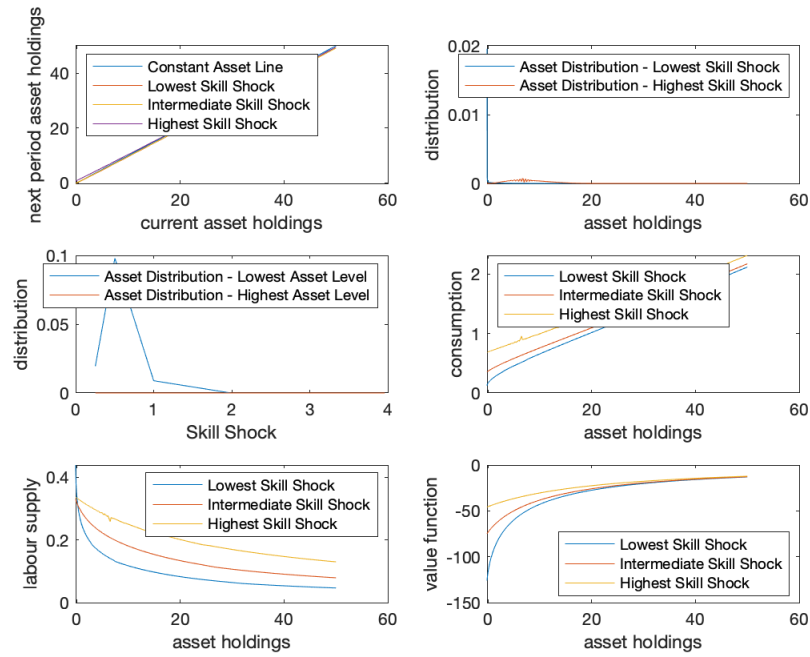 next period asset holdings
40
20
0
0
20
40
60
current asset holdings
Constant Asset Line
Lowest Skill Shock
Intermediate Skill Shock
Highest Skill Shock
distribution
0.02
0.01
0
0
20
40
60
asset holdings
Asset Distribution - Lowest Skill Shock
Asset Distribution - Highest Skill Shock
distribution
0.1
0.05
0
0
1
2
3
4
Skill Shock
Asset Distribution - Lowest Asset Level
Asset Distribution - Highest Asset Level
consumption
2
1
0
0
20
40
60
asset holdings
Lowest Skill Shock
Intermediate Skill Shock
Highest Skill Shock
labour supply
0.4
0.2
0
0
20
40
60
asset holdings
Lowest Skill Shock
Intermediate Skill Shock
Highest Skill Shock
value function
0
-50
-100
-150
0
20
40
60
asset holdings
Lowest Skill Shock
Intermediate Skill Shock
Highest Skill Shock